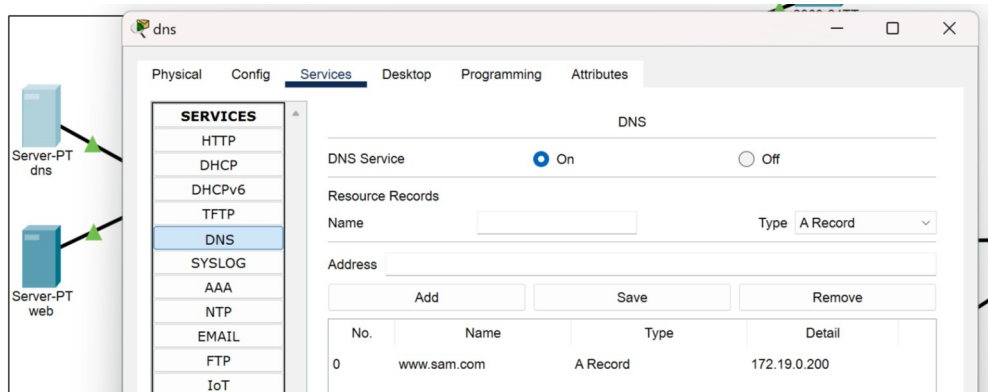 dns
Physical Config Services Desktop Programming Attributes
SERVICES
HTTP
DHCP
DHCPv6
TFTP
DNS
SYSLOG
AAA
NTP
EMAIL
FTP
IoT
DNS
DNS Service On Off
Resource Records
Name Type A Record
Address
Add Save Remove
No. Name Type Detail
0 www.sam.com A Record 172.19.0.200
Server-PT
dns
Server-PT
web